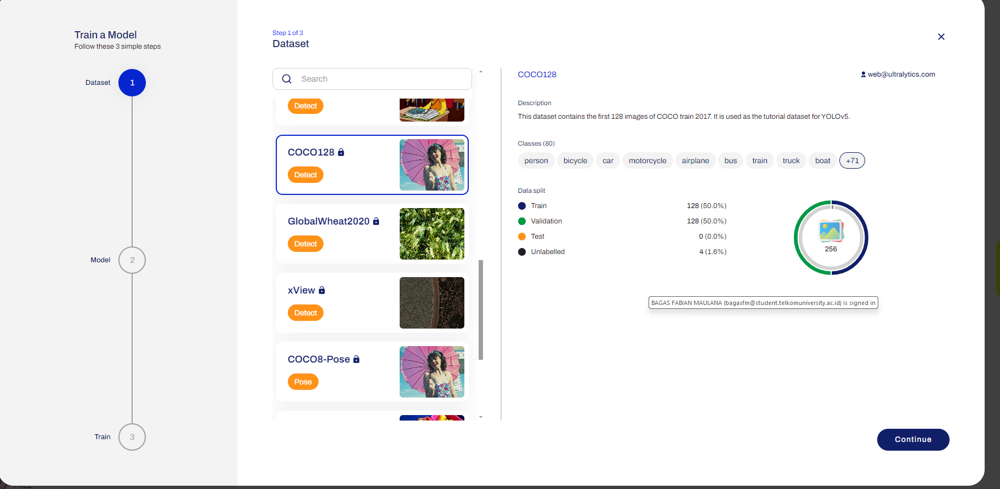 Train a Model
Follow these 3 simple steps
Dataset
1
Model
2
Train
3
Step 1 of 3
Dataset
Search
Detect
COCO128
Detect
GlobalWheat2020
Detect
xView
Detect
COCO8-Pose
Pose
COCO128
web@ultralytics.com
Description
This dataset contains the first 128 images of COCO train 2017. It is used as the tutorial dataset for YOLOv5.
Classes (80)
person bicycle car motorcycle airplane bus train truck boat +71
Data split
Train 128 (50.0%)
Validation 128 (50.0%)
Test 0 (0.0%)
Unlabelled 4 (1.6%)
256
BAGAS FABIAN MAULANA (bagasfm@student.telkomuniversity.ac.id) is signed in
Continue